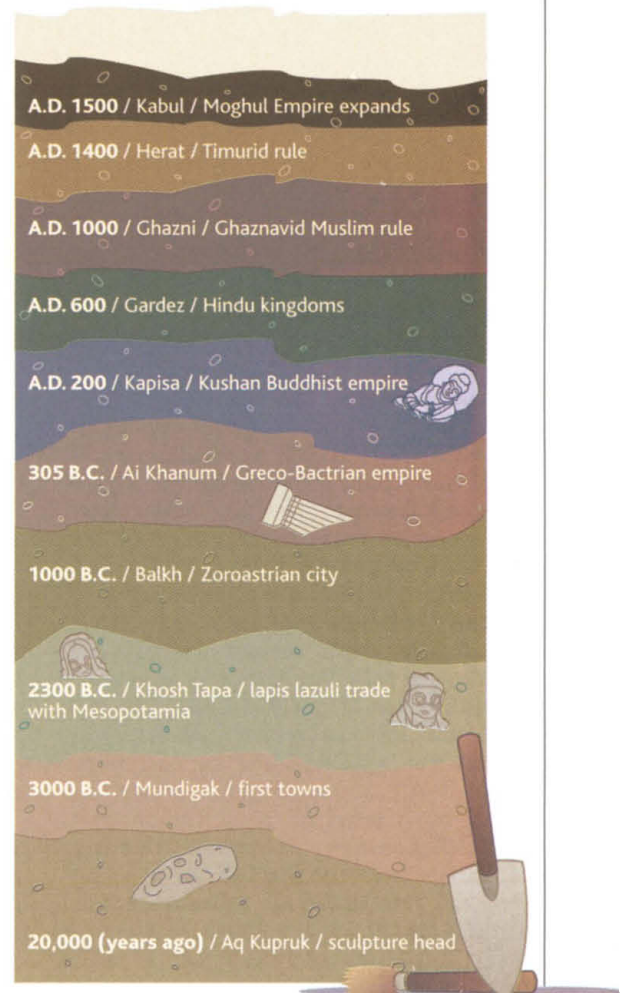 A.D. 1500 / Kabul / Moghul Empire expands
A.D. 1400 / Herat / Timurid rule
A.D. 1000 / Ghazni / Ghaznavid Muslim rule
A.D. 600 / Gardez / Hindu kingdoms
A.D. 200 / Kapisa / Kushan Buddhist empire
305 B.C. / Ai Khanum / Greco-Bactrian empire
1000 B.C. / Balkh / Zoroastrian city
2300 B.C. / Khosh Tapa / lapis lazuli trade
with Mesopotamia
3000 B.C. / Mundigak / first towns
20,000 (years ago) / Aq Kupruk / sculpture head